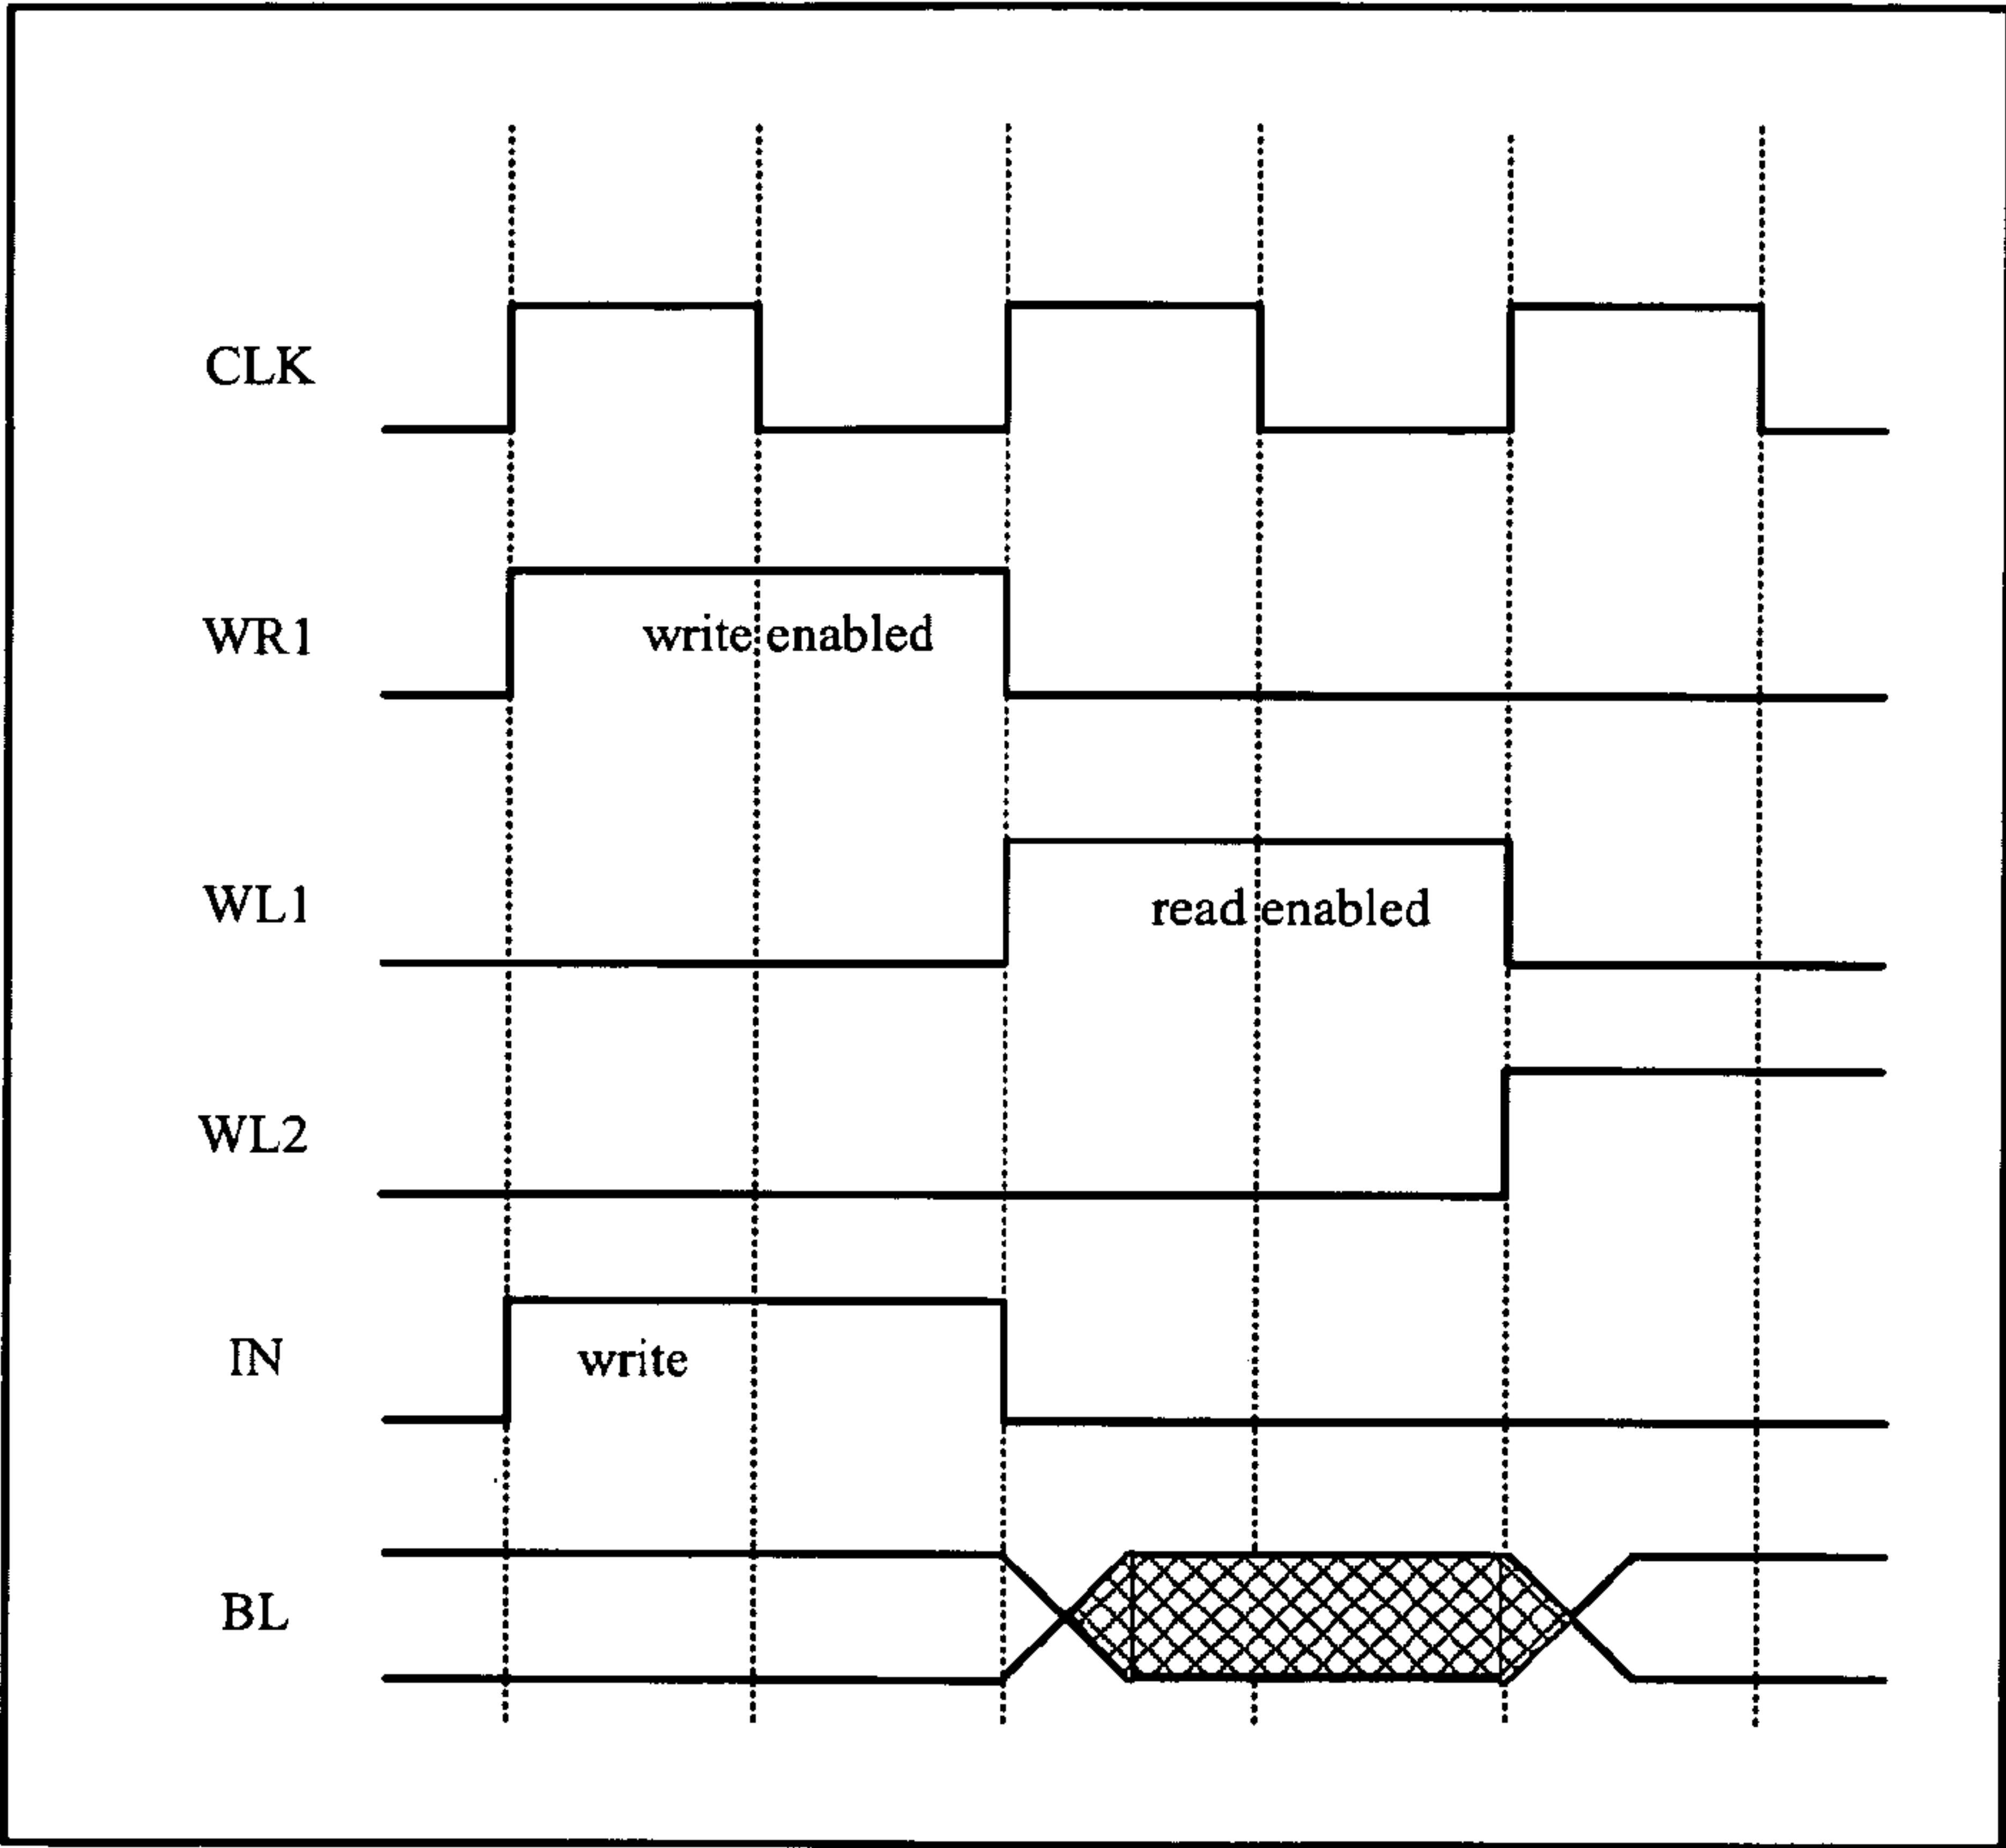 CLK
WR1
write enabled
WL1
read enabled
WL2
IN
write
BL